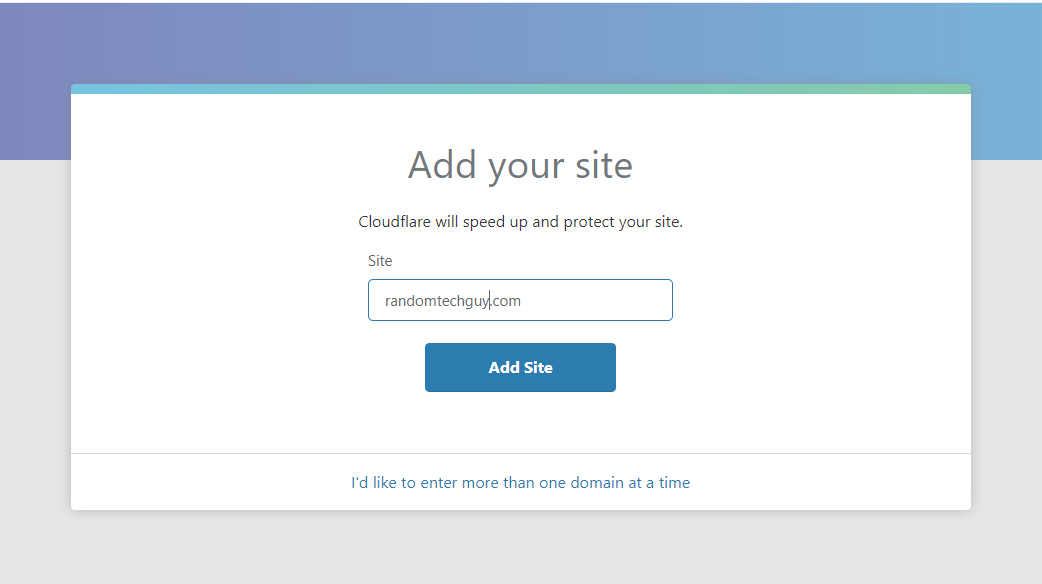 Add your site
Cloudflare will speed up and protect your site.
Site
randomtechguy.com
Add Site
I'd like to enter more than one domain at a time